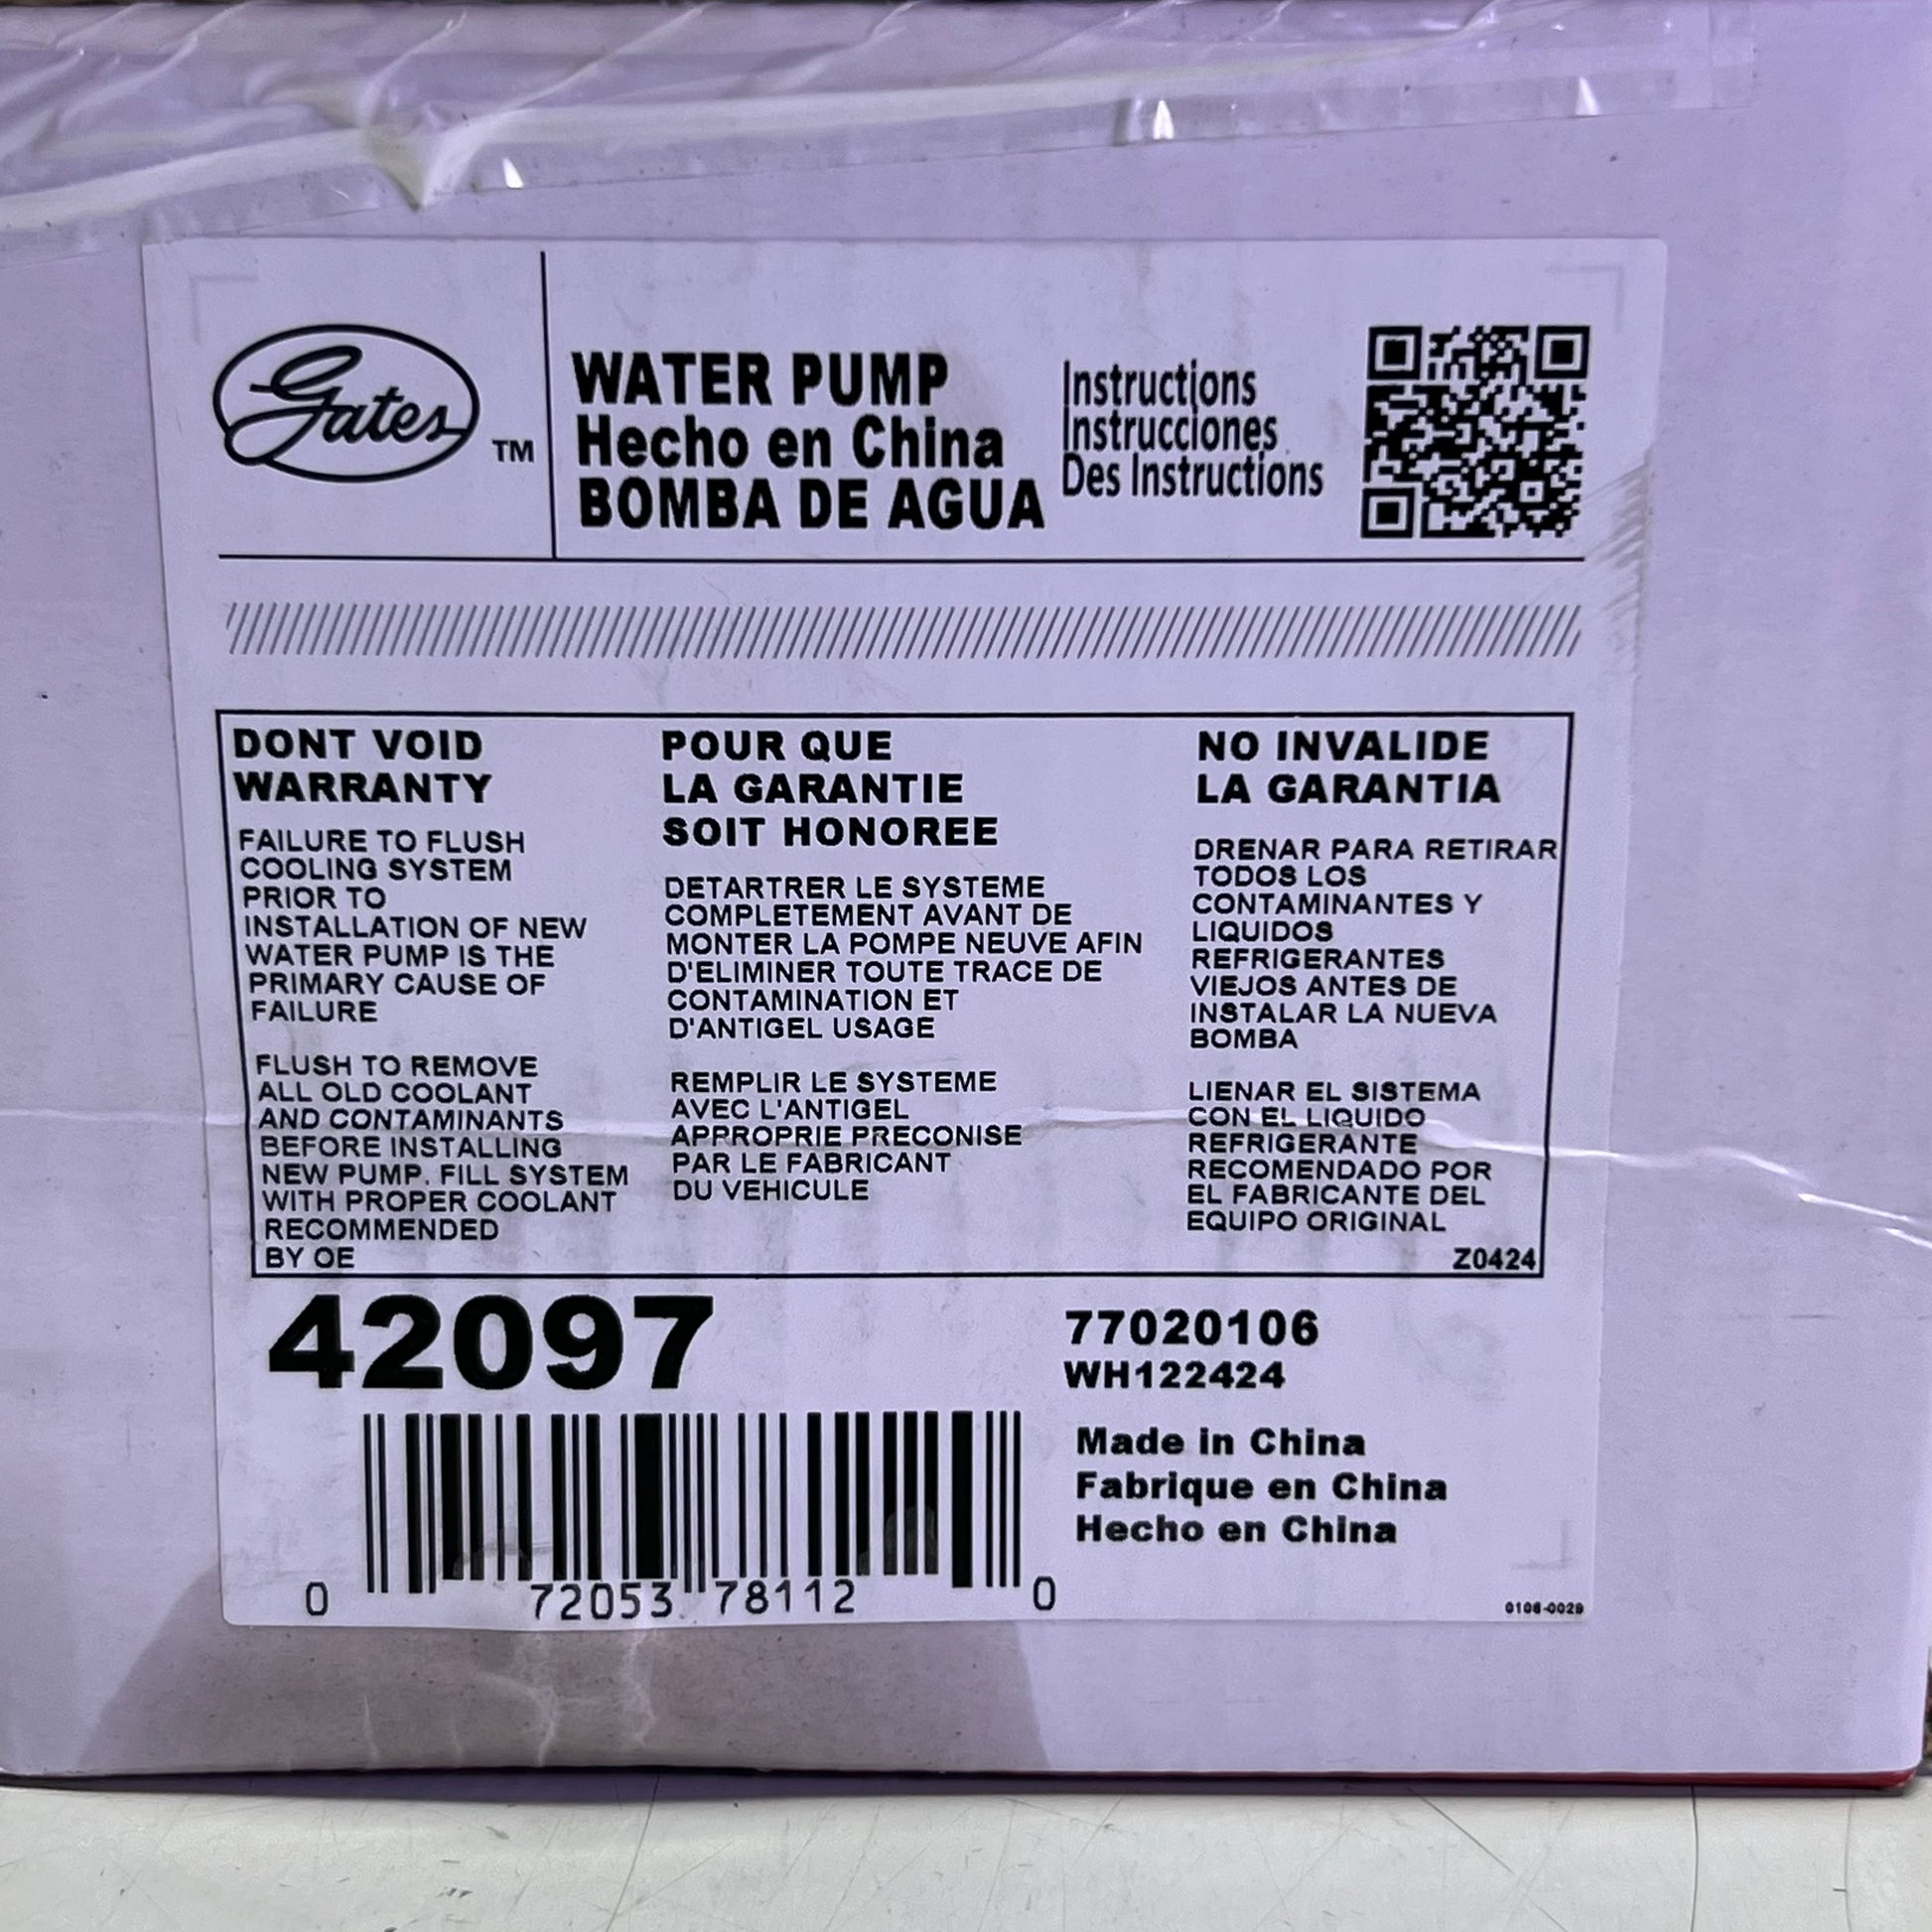 Gates TM
WATER PUMP
Hecho en China
BOMBA DE AGUA
Instructions
Instrucciones
Des Instructions
DONT VOID
WARRANTY
FAILURE TO FLUSH
COOLING SYSTEM
PRIOR TO
INSTALLATION OF NEW
WATER PUMP IS THE
PRIMARY CAUSE OF
FAILURE
FLUSH TO REMOVE
ALL OLD COOLANT
AND CONTAMINANTS
BEFORE INSTALLING
NEW PUMP. FILL SYSTEM
WITH PROPER COOLANT
RECOMMENDED
BY OE
POUR QUE
LA GARANTIE
SOIT HONOREE
DETARTRER LE SYSTEME
COMPLETEMENT AVANT DE
MONTER LA POMPE NEUVE AFIN
D'ELIMINER TOUTE TRACE DE
CONTAMINATION ET
D'ANTIGEL USAGE
REMPLIR LE SYSTEME
AVEC L'ANTIGEL
APPROPRIE PRECONISE
PAR LE FABRICANT
DU VEHICULE
NO INVALIDE
LA GARANTIA
DRENAR PARA RETIRAR
TODOS LOS
CONTAMINANTES Y
LIQUIDOS
REFRIGERANTES
VIEJOS ANTES DE
INSTALAR LA NUEVA
BOMBA
LIENAR EL SISTEMA
CON EL LIQUIDO
REFRIGERANTE
RECOMENDADO POR
EL FABRICANTE DEL
EQUIPO ORIGINAL
Z0424
42097
77020106
WH122424
Made in China
Fabrique en China
Hecho en China
0 72053 78112 0
0106-0029